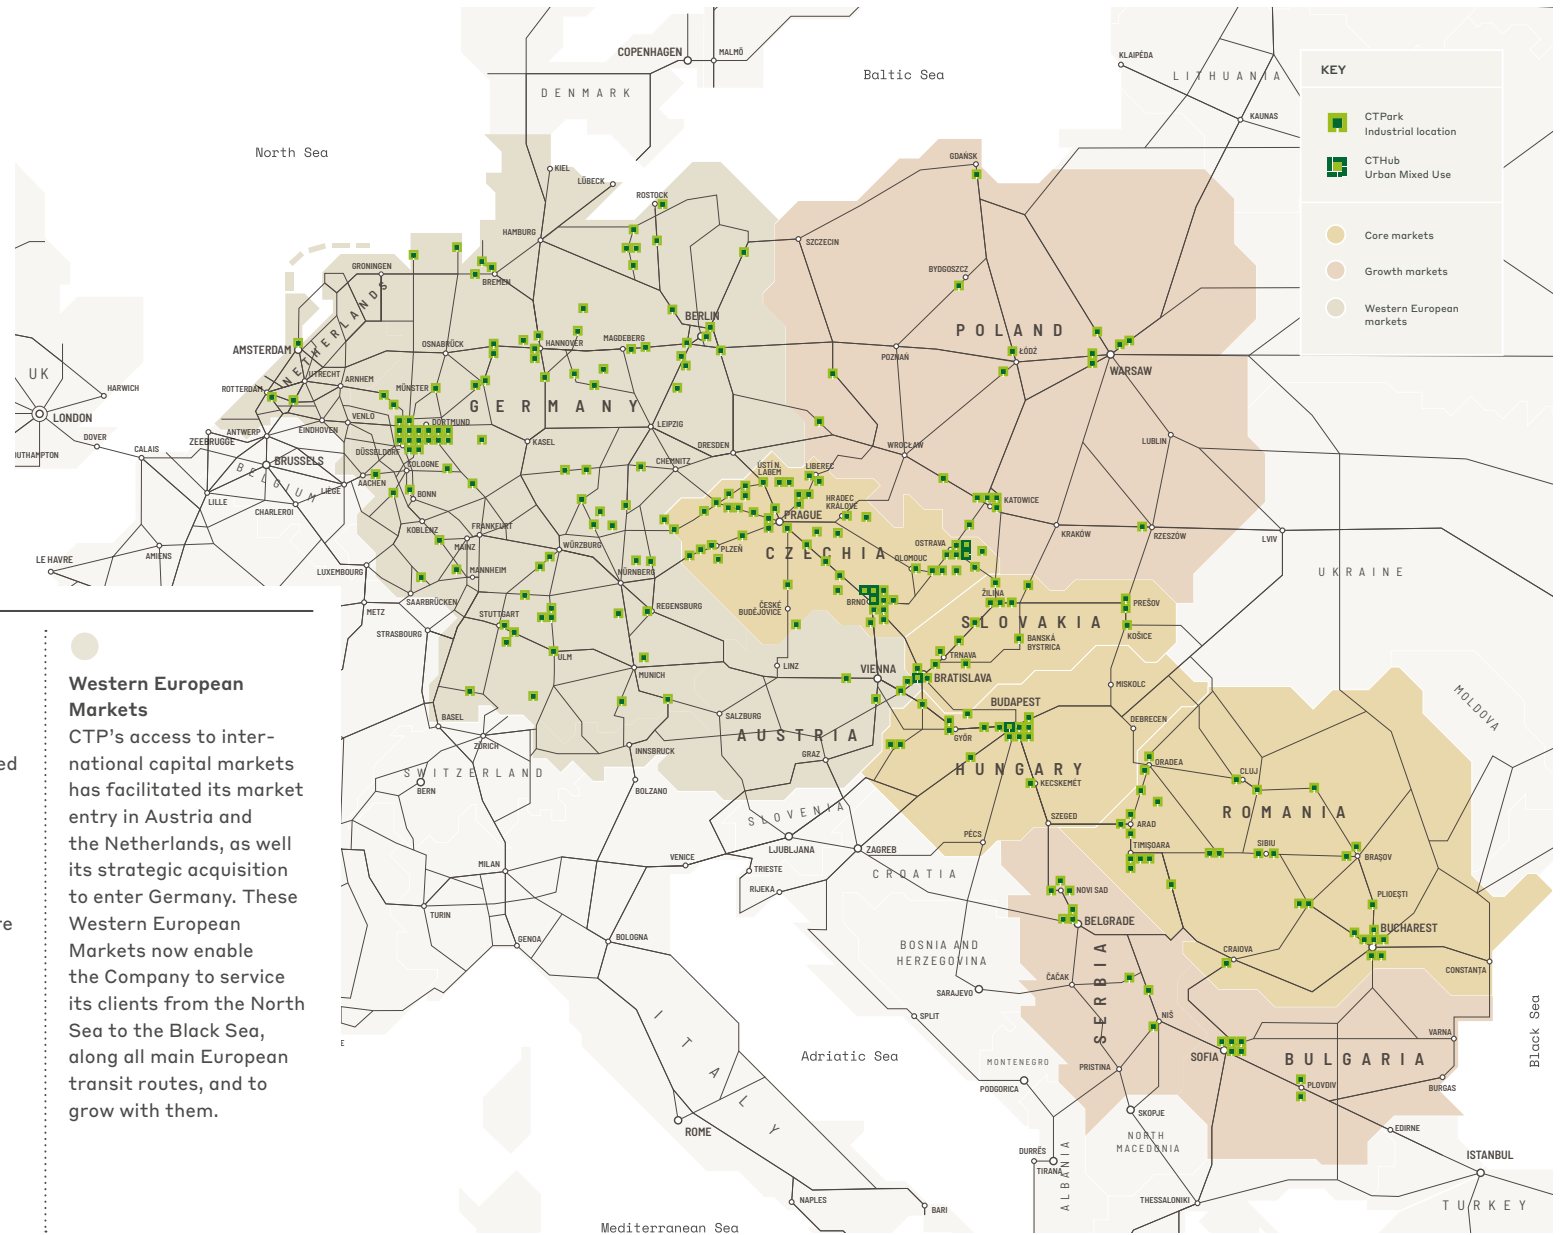 COPENHAGEN
MALMÖ
Baltic Sea
KLAIPĖDA
LITHUANIA
KAUNAS
DENMARK
North Sea
KEY
CTPark
Industrial location
CTHub
Urban Mixed Use
Core markets
Growth markets
Western European
markets
KIEL
LÜBECK
ROSTOCK
HAMBURG
GDAŃSK
SZCZECIN
BYDGOSZCZ
GRONINGEN
BREMEN
NETHERLANDS
AMSTERDAM
OSNABRÜCK
HANNOVER
MAGDEBERG
BERLIN
POLAND
POZNAŃ
ŁÓDŹ
WARSAW
UK
HARWICH
LONDON
ROTTERDAM
UTRECHT
ARNHEM
MÜNSTER
GERMANY
DOVER
CALAIS
ZEEBRUGGE
ANTWERP
EINDHOVEN
VENLO
DORTMUND
DÜSSELDORF
KASEL
LEIPZIG
DRESDEN
WROCŁAW
LUBLIN
UTHAMPTON
BRUSSELS
BELGIUM
LIÈGE
AACHEN
COLOGNE
BONN
CHEMNITZ
ÚSTÍ N.
LABEM
LIBEREC
LILLE
CHARLEROI
KOBLENZ
FRANKFURT
MAINZ
WÜRZBURG
PRAGUE
HRADEC
KRÁLOVÉ
KATOWICE
KRAKÓW
RZESZÓW
LVIV
LE HAVRE
AMIENS
LUXEMBOURG
MANNHEIM
NÜRNBERG
PLZEŇ
CZECHIA
OSTRAVA
OLOMOUC
UKRAINE
SAARBRÜCKEN
METZ
STRASBOURG
STUTTGART
REGENSBURG
ČESKÉ
BUDĚJOVICE
BRNO
ŽILINA
SLOVAKIA
PREŠOV
KOŠICE
BANSKÁ
BYSTRICA
ULM
MUNICH
LINZ
VIENNA
TRNAVA
BRATISLAVA
MISKOLC
Western European
Markets
CTP's access to inter-
national capital markets
has facilitated its market
entry in Austria and
the Netherlands, as well
its strategic acquisition
to enter Germany. These
Western European
Markets now enable
the Company to service
its clients from the North
Sea to the Black Sea,
along all main European
transit routes, and to
grow with them.
ed
re
E
BASEL
ZÜRICH
SWITZERLAND
BERN
SALZBURG
INNSBRUCK
AUSTRIA
GRAZ
BOLZANO
BUDAPEST
GYŐR
HUNGARY
KECSKEMÉT
DEBRECEN
ORADEA
CLUJ
MOLDOVA
ROMANIA
SLOVENIA
LJUBLJANA
ZAGREB
PÉCS
SZEGED
ARAD
TIMIȘOARA
SIBIU
BRAȘOV
MILAN
VENICE
TRIESTE
RIJEKA
CROATIA
NOVI SAD
PLOIEȘTI
TURIN
GENOA
BOLOGNA
BELGRADE
BUCHAREST
BOSNIA AND
HERZEGOVINA
CRAIOVA
CONSTANȚA
ČAČAK
SARAJEVO
SERBIA
SPLIT
NIŠ
VARNA
Black Sea
ITALY
Adriatic Sea
MONTENEGRO
PODGORICA
PRISTINA
SOFIA
BULGARIA
PLOVDIV
BURGAS
ROME
SKOPJE
NORTH
MACEDONIA
EDIRNE
ISTANBUL
DURRËS
TIRANA
ALBANIA
THESSALONIKI
TURKEY
NAPLES
BARI
Mediterranean Sea